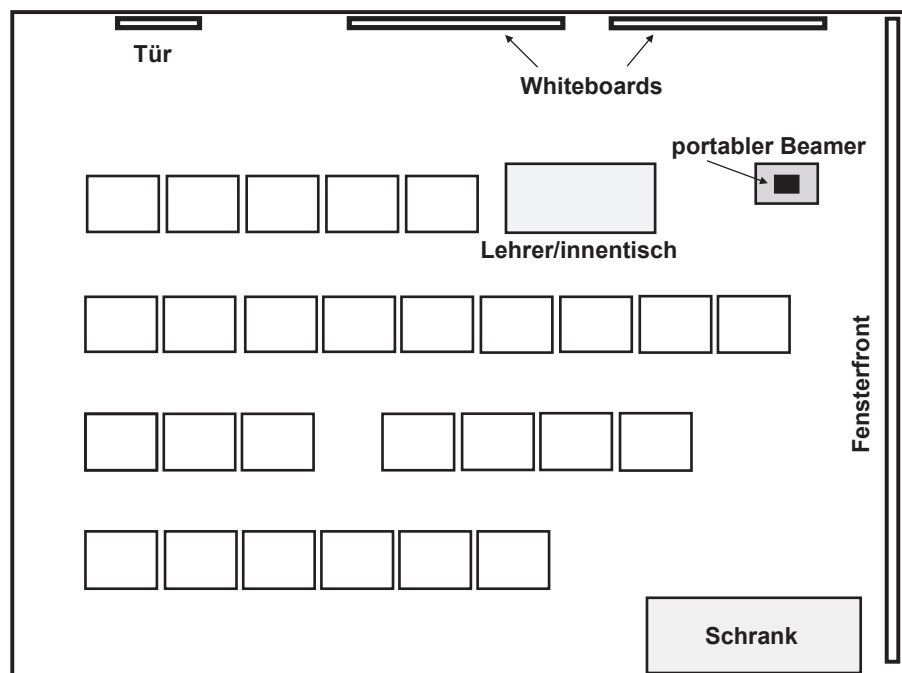 Tür
Whiteboards
portabler Beamer
Lehrer/innentisch
Fensterfront
Schrank